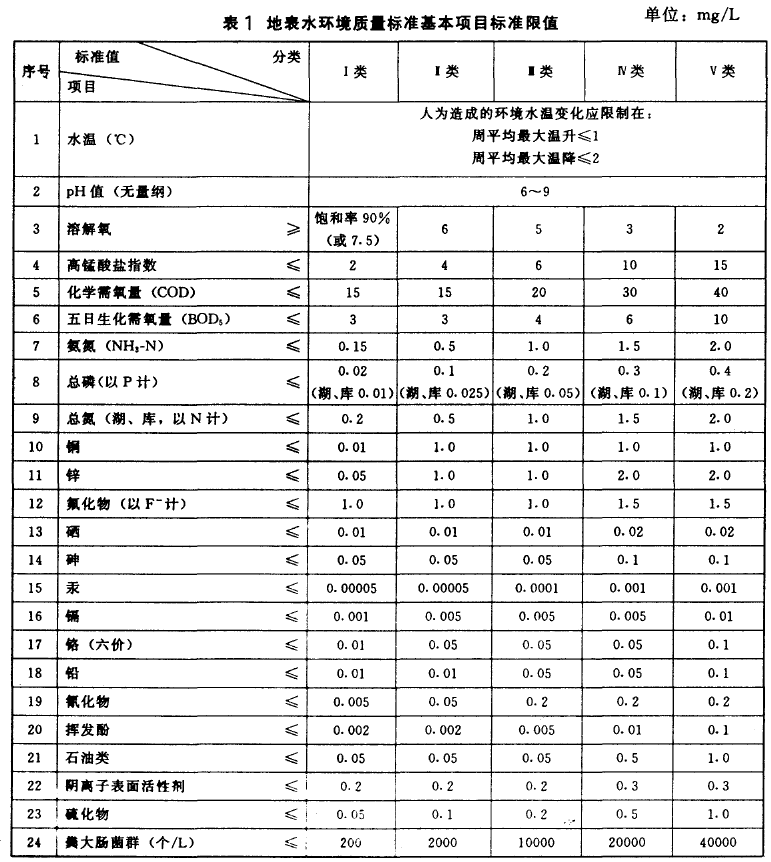 表1 地表水环境质量标准基本项目标准限值 单位：mg/L
序号 标准值 分类 项目 Ⅰ类 Ⅱ类 Ⅲ类 Ⅳ类 Ⅴ类
1 水温（℃） 人为造成的环境水温变化应限制在：
周平均最大温升≤1
周平均最大温降≤2
2 pH值（无量纲） 6～9
3 溶解氧 ≥ 饱和率90%（或7.5） 6 5 3 2
4 高锰酸盐指数 ≤ 2 4 6 10 15
5 化学需氧量（COD） ≤ 15 15 20 30 40
6 五日生化需氧量（BOD₅） ≤ 3 3 4 6 10
7 氨氮（NH₃-N） ≤ 0.15 0.5 1.0 1.5 2.0
8 总磷(以P计) ≤ 0.02（湖、库0.01） 0.1（湖、库0.025） 0.2（湖、库0.05） 0.3（湖、库0.1） 0.4（湖、库0.2）
9 总氮（湖、库，以N计） ≤ 0.2 0.5 1.0 1.5 2.0
10 铜 ≤ 0.01 1.0 1.0 1.0 1.0
11 锌 ≤ 0.05 1.0 1.0 2.0 2.0
12 氟化物（以F⁻计） ≤ 1.0 1.0 1.0 1.5 1.5
13 硒 ≤ 0.01 0.01 0.01 0.02 0.02
14 砷 ≤ 0.05 0.05 0.05 0.1 0.1
15 汞 ≤ 0.00005 0.00005 0.0001 0.001 0.001
16 镉 ≤ 0.001 0.005 0.005 0.005 0.01
17 铬（六价） ≤ 0.01 0.05 0.05 0.05 0.1
18 铅 ≤ 0.01 0.01 0.05 0.05 0.1
19 氰化物 ≤ 0.005 0.05 0.2 0.2 0.2
20 挥发酚 ≤ 0.002 0.002 0.005 0.01 0.1
21 石油类 ≤ 0.05 0.05 0.05 0.5 1.0
22 阴离子表面活性剂 ≤ 0.2 0.2 0.2 0.3 0.3
23 硫化物 ≤ 0.05 0.1 0.2 0.5 1.0
24 粪大肠菌群（个/L） ≤ 200 2000 10000 20000 40000